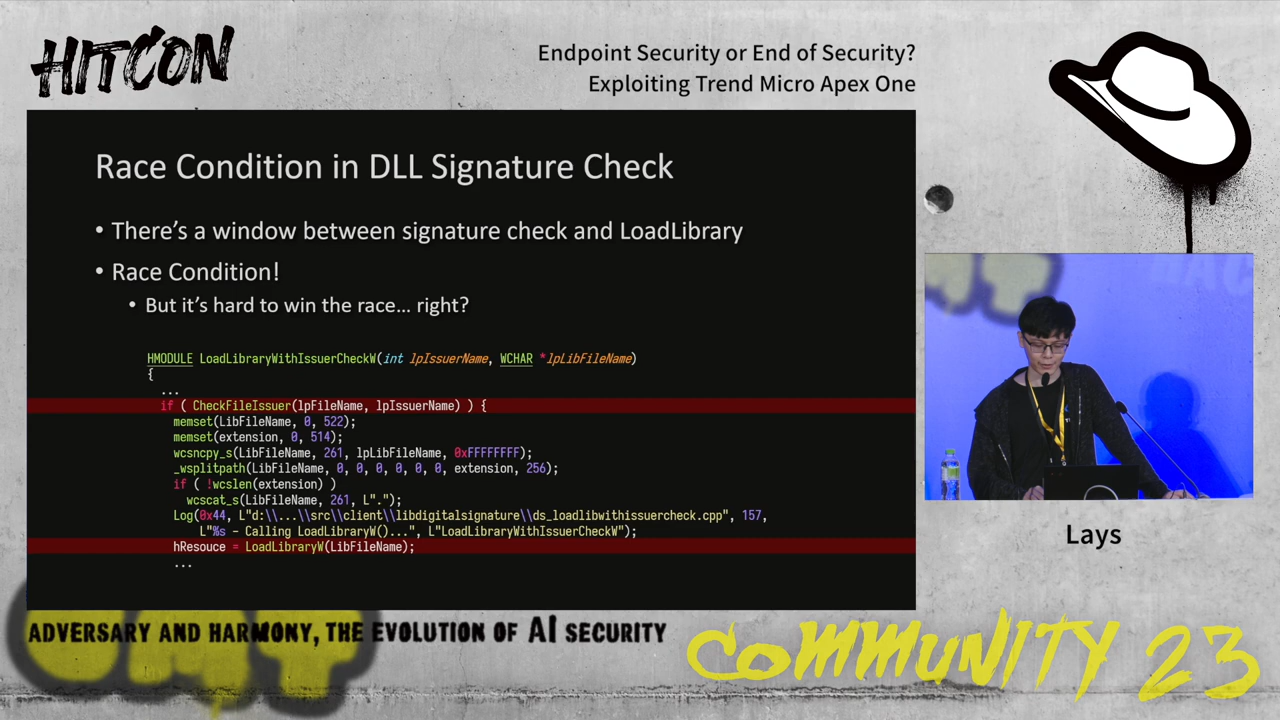 HITCON
Endpoint Security or End of Security?
Exploiting Trend Micro Apex One
Race Condition in DLL Signature Check
• There's a window between signature check and LoadLibrary
• Race Condition!
• But it's hard to win the race… right?
HMODULE LoadLibraryWithIssuerCheckW(int lpIssuerName, WCHAR *lpLibFileName)
{
...
if ( CheckFileIssuer(lpFileName, lpIssuerName) ) {
memset(LibFileName, 0, 522);
memset(extension, 0, 514);
wcsncpy_s(LibFileName, 261, lpLibFileName, 0xFFFFFFFF);
_wsplitpath(LibFileName, 0, 0, 0, 0, 0, 0, extension, 256);
if ( !wcslen(extension) )
wcscat_s(LibFileName, 261, L".");
Log(0x44, L"d:\\...\\src\\client\\libdigitalsignature\\ds_loadlibwithissuercheck.cpp", 157,
L"%s - Calling LoadLibraryW()...", L"LoadLibraryWithIssuerCheckW");
hResouce = LoadLibraryW(LibFileName);
...
Lays
ADVERSARY AND HARMONY, THE EVOLUTION OF AI SECURITY
COMMUNITY 23